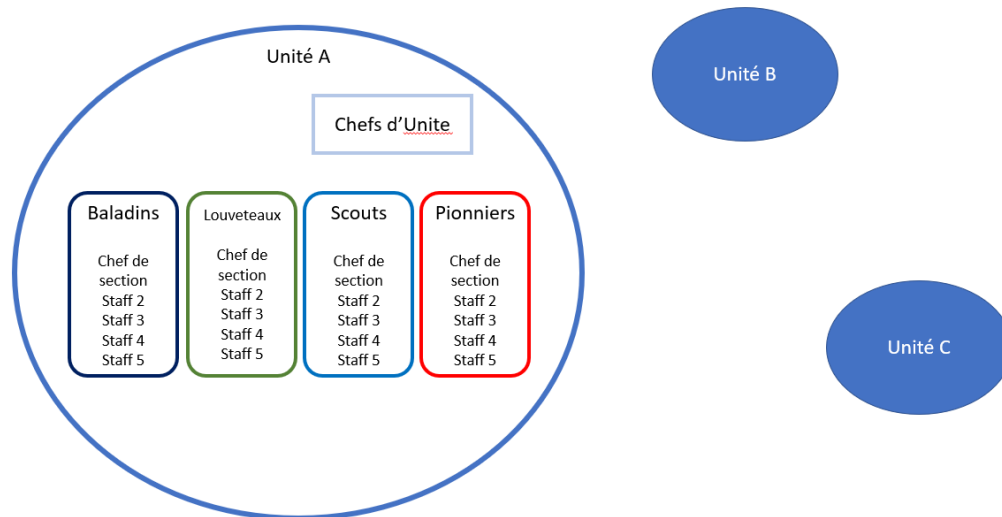 Unité A
Chefs d'Unite
Baladins
Chef de
section
Staff 2
Staff 3
Staff 4
Staff 5
Louveteaux
Chef de
section
Staff 2
Staff 3
Staff 4
Staff 5
Scouts
Chef de
section
Staff 2
Staff 3
Staff 4
Staff 5
Pionniers
Chef de
section
Staff 2
Staff 3
Staff 4
Staff 5
Unité B
Unité C